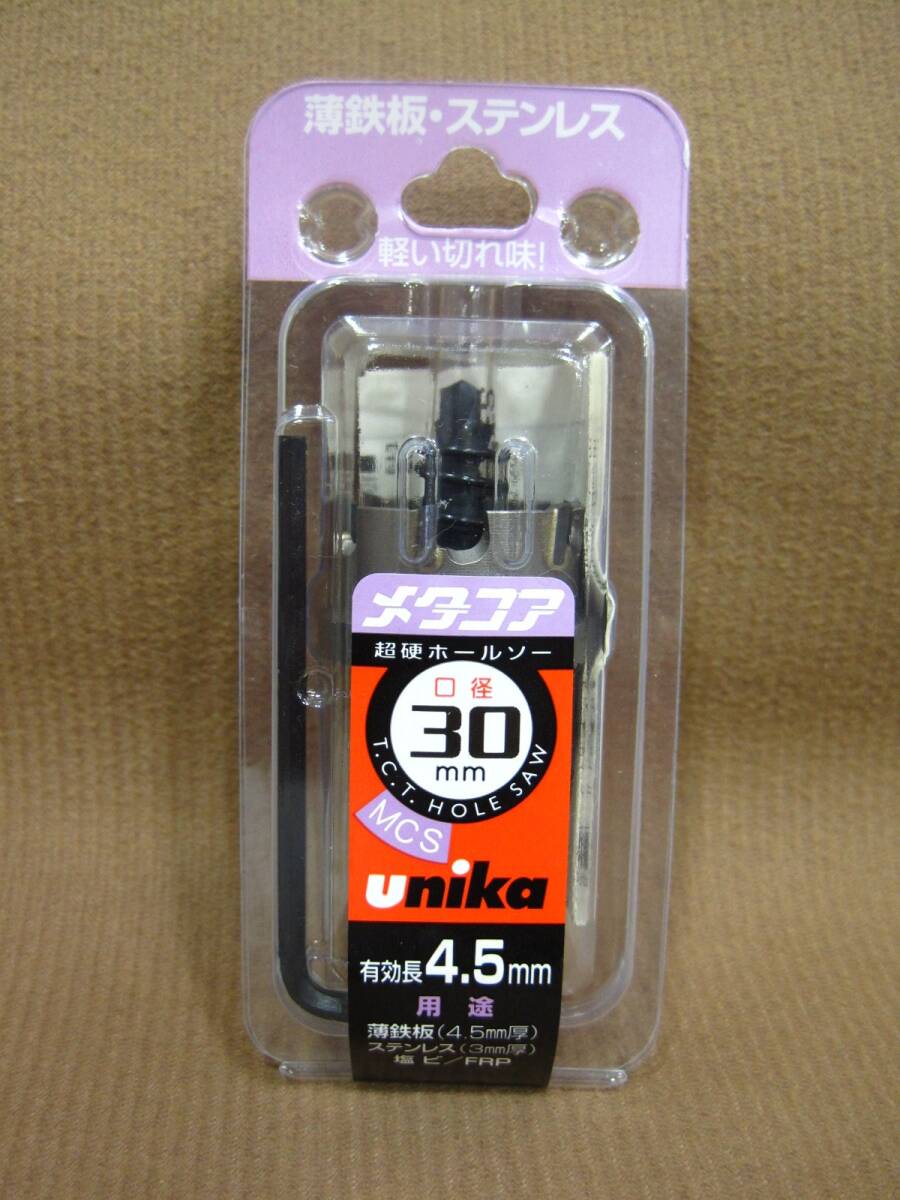 薄鉄板・ステンレス
軽い切れ味!
メタコア
超硬ホールソー
口径
30
mm
T.C.T. HOLE SAW
MCS
unika
有効長4.5mm
用途
薄鉄板(4.5mm厚)
ステンレス(3mm厚)
塩ビ/FRP